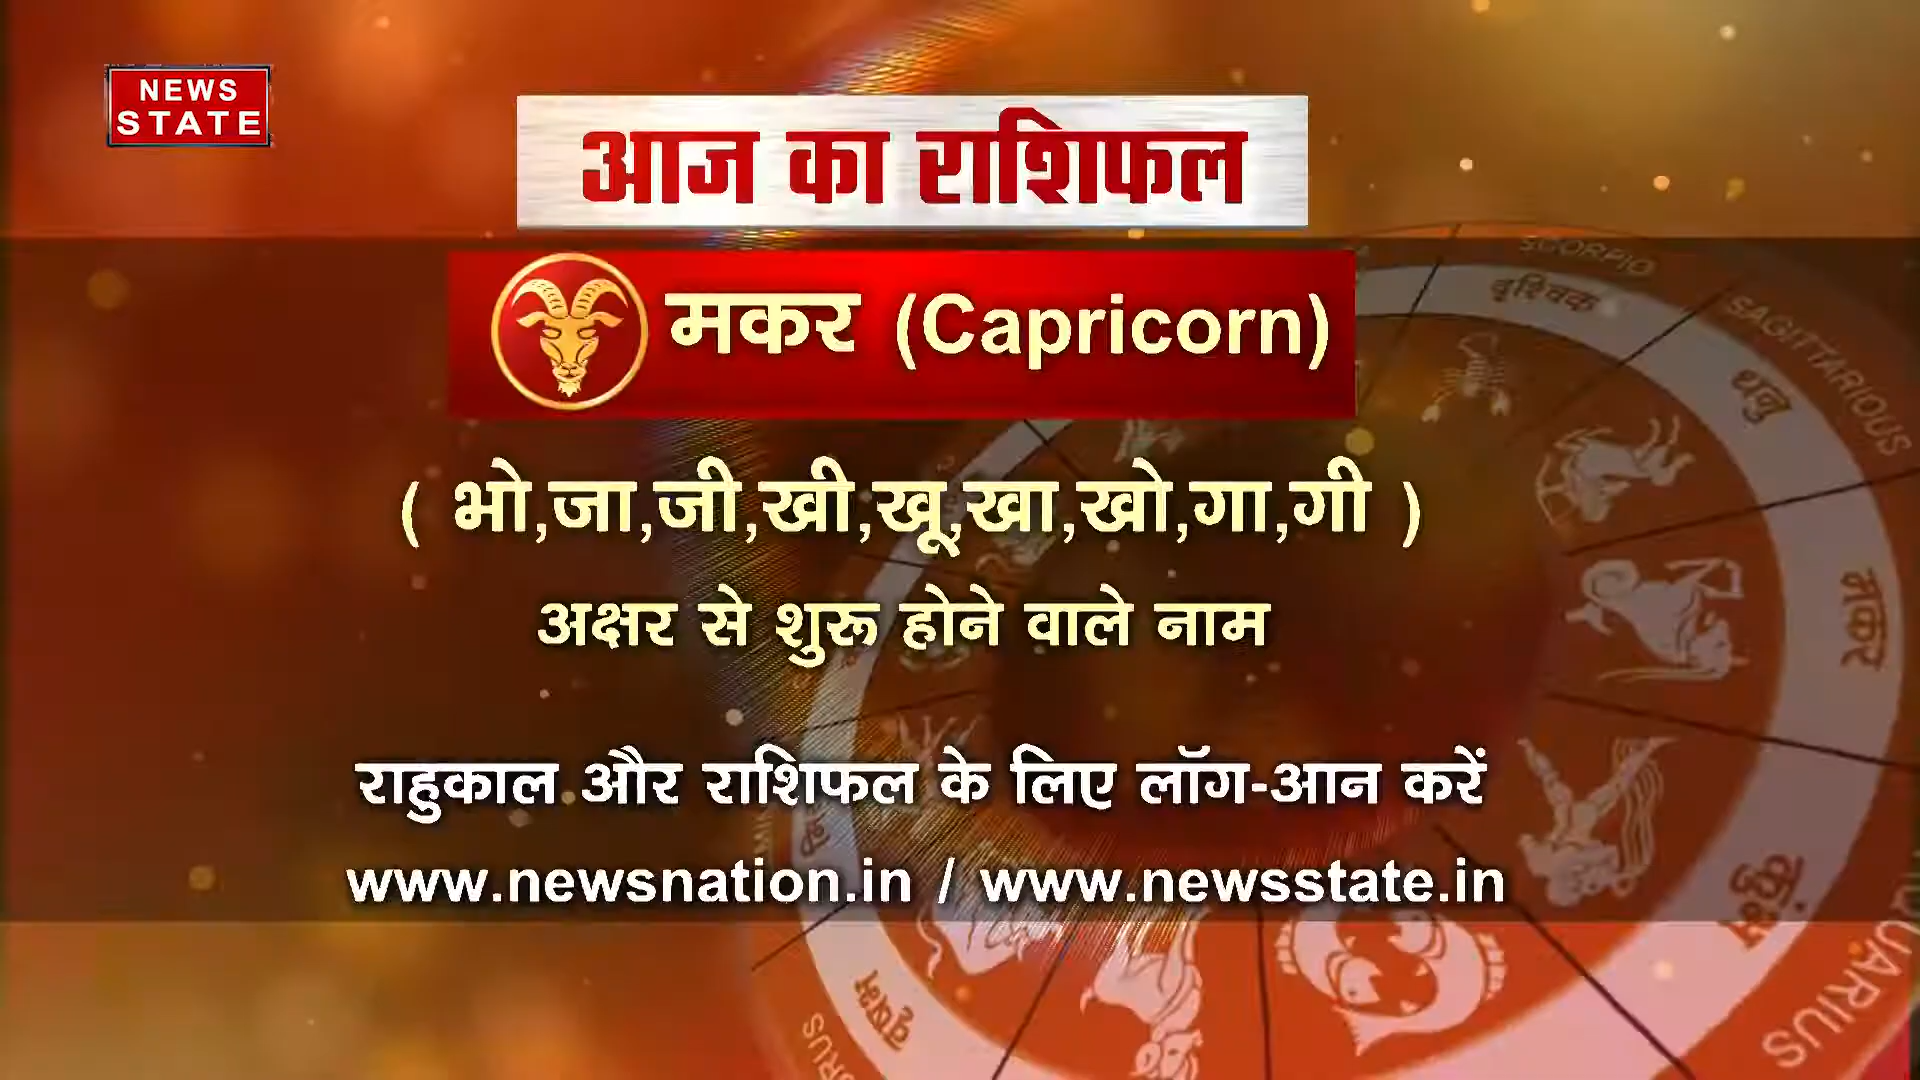 NEWS
STATE
आज का राशिफल
मकर (Capricorn)
( भो,जा,जी,खी,खू,खा,खो,गा,गी )
अक्षर से शुरू होने वाले नाम
राहुकाल और राशिफल के लिए लॉग-आन करें
www.newsnation.in / www.newsstate.in
SCORPIO
वृश्चिक
SAGITTARIOUS
धनु
मकर
कुंभ
वृषभ